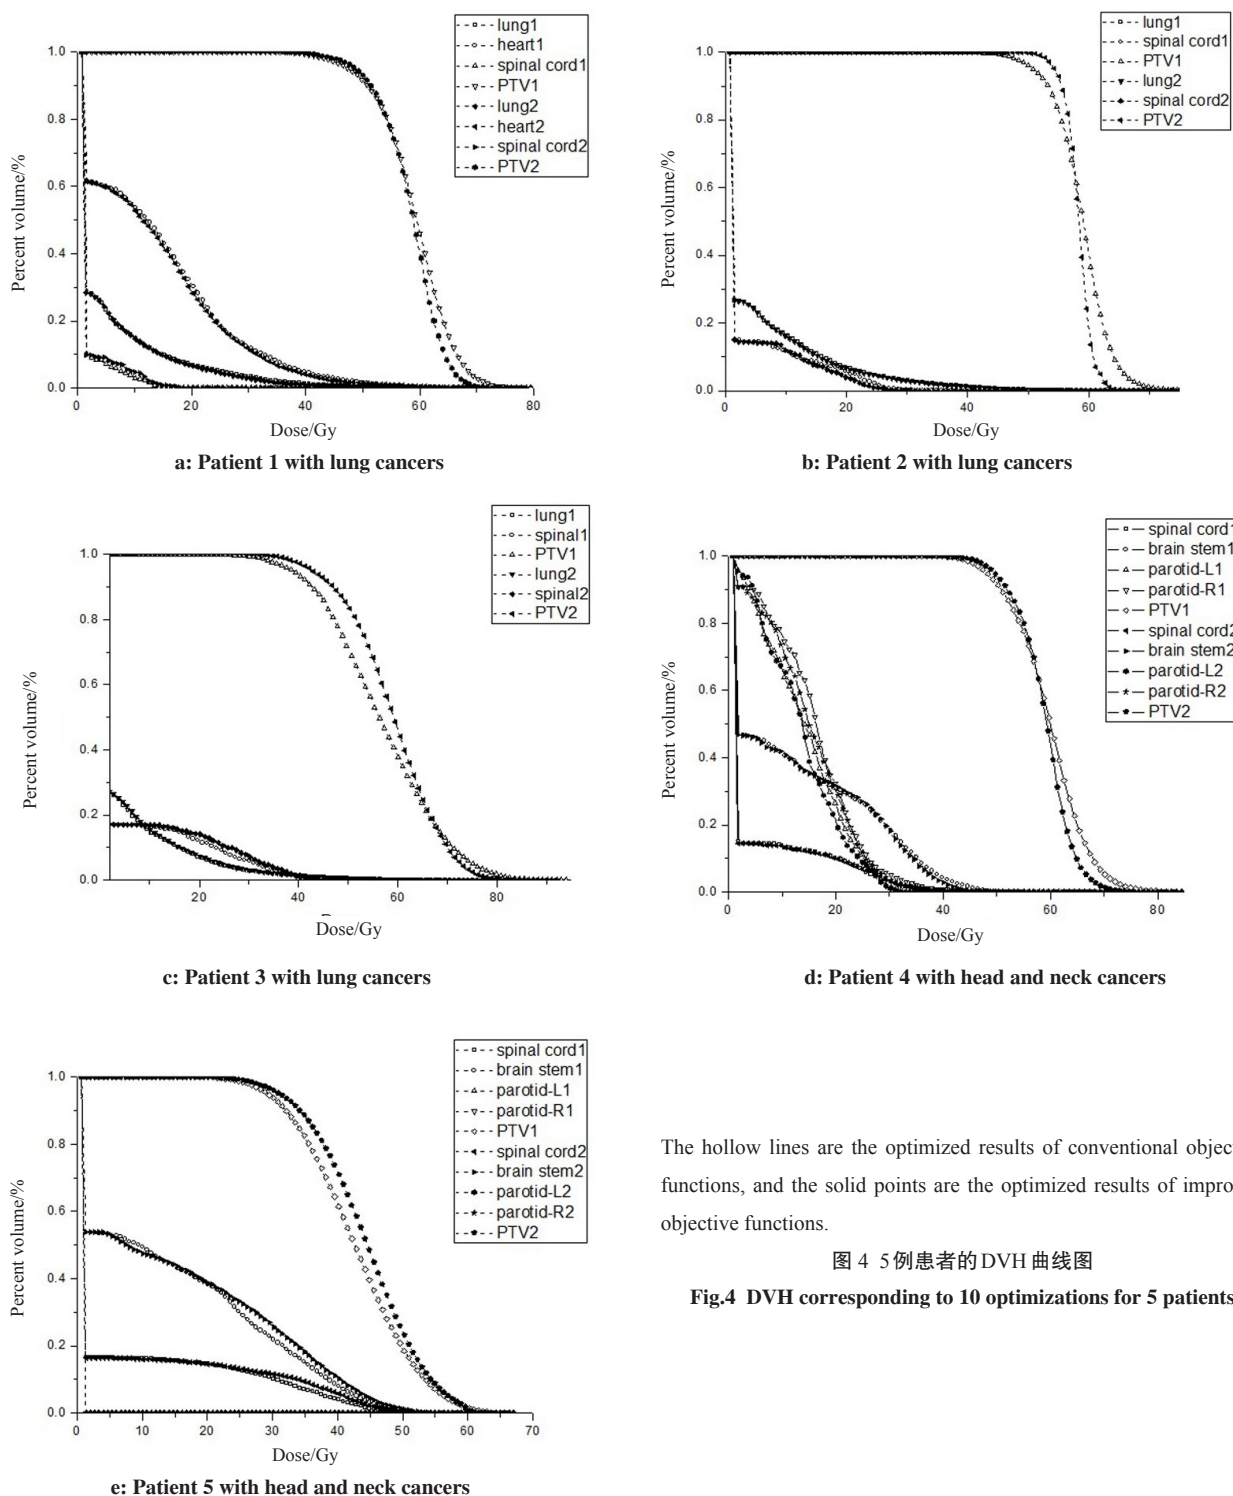 lung1
heart1
spinal cord1
PTV1
lung2
heart2
spinal cord2
PTV2
1.0
0.8
0.6
0.4
0.2
0.0
Percent volume/%
0
20
40
60
80
Dose/Gy
a: Patient 1 with lung cancers
lung1
spinal cord1
PTV1
lung2
spinal cord2
PTV2
1.0
0.8
0.6
0.4
0.2
0.0
Percent volume/%
0
20
40
60
Dose/Gy
b: Patient 2 with lung cancers
lung1
spinal1
PTV1
lung2
spinal2
PTV2
1.0
0.8
0.6
0.4
0.2
0.0
Percent volume/%
20
40
60
80
Dose/Gy
c: Patient 3 with lung cancers
spinal cord1
brain stem1
parotid-L1
parotid-R1
PTV1
spinal cord2
brain stem2
parotid-L2
parotid-R2
PTV2
1.0
0.8
0.6
0.4
0.2
0.0
Percent volume/%
0
20
40
60
80
Dose/Gy
d: Patient 4 with head and neck cancers
spinal cord1
brain stem1
parotid-L1
parotid-R1
PTV1
spinal cord2
brain stem2
parotid-L2
parotid-R2
PTV2
1.0
0.8
0.6
0.4
0.2
0.0
Percent volume/%
0
10
20
30
40
50
60
70
Dose/Gy
e: Patient 5 with head and neck cancers
The hollow lines are the optimized results of conventional objec
functions, and the solid points are the optimized results of impro
objective functions.
图 4 5例患者的DVH曲线图
Fig.4 DVH corresponding to 10 optimizations for 5 patients